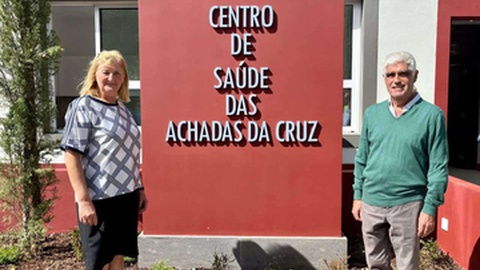 CENTRO
DE
SAÚDE
DAS
ACHADAS DA CRUZ